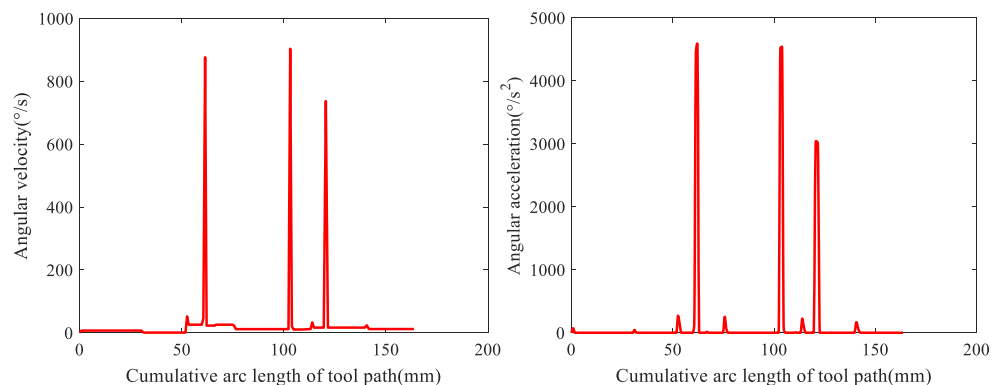 1000
800
600
400
200
0
Angular velocity(°/s)
0 50 100 150 200
Cumulative arc length of tool path(mm)
5000
4000
3000
2000
1000
0
Angular acceleration(°/s²)
0 50 100 150 200
Cumulative arc length of tool path(mm)